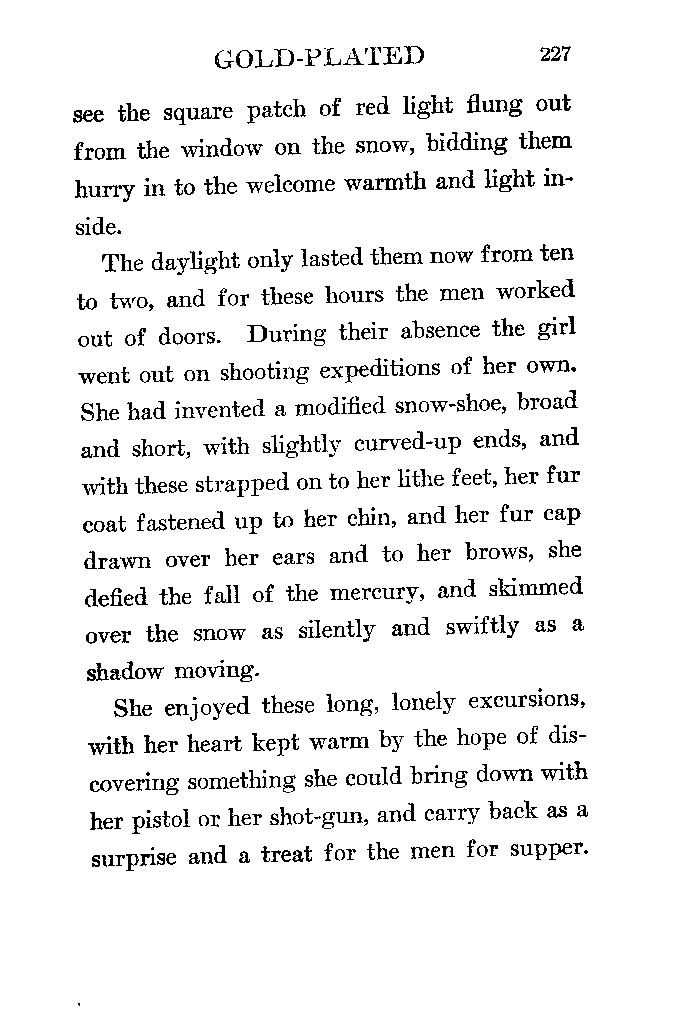 GOLD-PLATED 227
see the square patch of red light flung out
from the window on the snow, bidding them
hurry in to the welcome warmth and light in-
side.
The daylight only lasted them now from ten
to two, and for these hours the men worked
out of doors. During their absence the girl
went out on shooting expeditions of her own.
She had invented a modified snow-shoe, broad
and short, with slightly curved-up ends, and
with these strapped on to her lithe feet, her fur
coat fastened up to her chin, and her fur cap
drawn over her ears and to her brows, she
defied the fall of the mercury, and skimmed
over the snow as silently and swiftly as a
shadow moving.
She enjoyed these long, lonely excursions,
with her heart kept warm by the hope of dis-
covering something she could bring down with
her pistol or her shot-gun, and carry back as a
surprise and a treat for the men for supper.